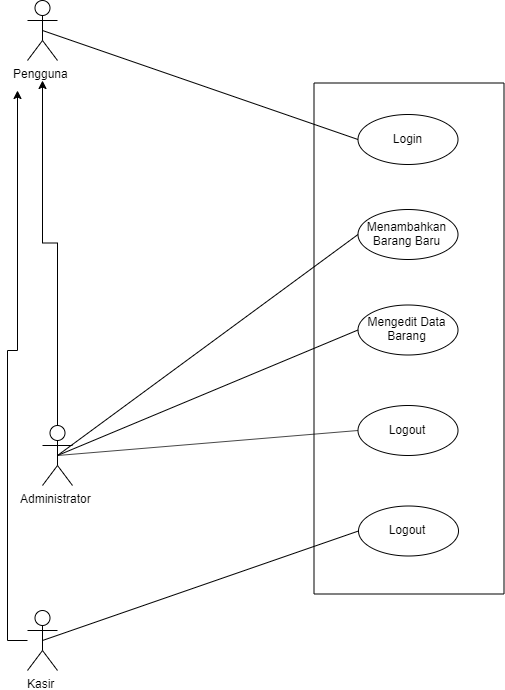 Pengguna
Login
Menambahkan
Barang Baru
Mengedit Data
Barang
Logout
Administrator
Logout
Kasir